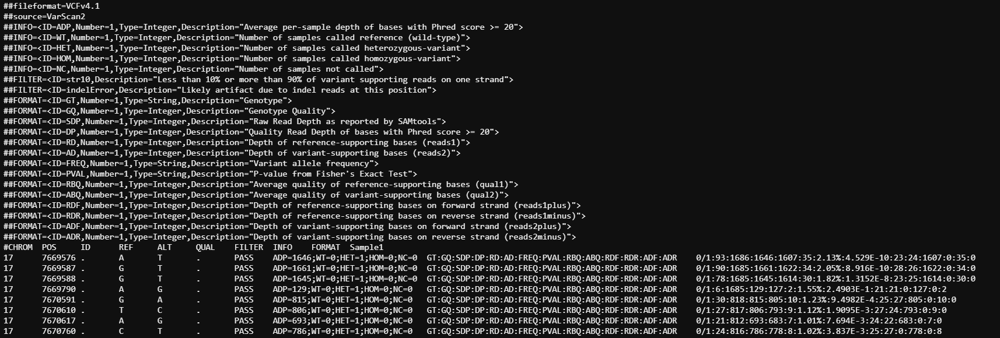 ##fileformat=VCFv4.1
##source=VarScan2
##INFO=<ID=ADP,Number=1,Type=Integer,Description="Average per-sample depth of bases with Phred score >= 20">
##INFO=<ID=WT,Number=1,Type=Integer,Description="Number of samples called reference (wild-type)">
##INFO=<ID=HET,Number=1,Type=Integer,Description="Number of samples called heterozygous-variant">
##INFO=<ID=HOM,Number=1,Type=Integer,Description="Number of samples called homozygous-variant">
##INFO=<ID=NC,Number=1,Type=Integer,Description="Number of samples not called">
##FILTER=<ID=str10,Description="Less than 10% or more than 90% of variant supporting reads on one strand">
##FILTER=<ID=indelError,Description="Likely artifact due to indel reads at this position">
##FORMAT=<ID=GT,Number=1,Type=String,Description="Genotype">
##FORMAT=<ID=GQ,Number=1,Type=Integer,Description="Genotype Quality">
##FORMAT=<ID=SDP,Number=1,Type=Integer,Description="Raw Read Depth as reported by SAMtools">
##FORMAT=<ID=DP,Number=1,Type=Integer,Description="Quality Read Depth of bases with Phred score >= 20">
##FORMAT=<ID=RD,Number=1,Type=Integer,Description="Depth of reference-supporting bases (reads1)">
##FORMAT=<ID=AD,Number=1,Type=Integer,Description="Depth of variant-supporting bases (reads2)">
##FORMAT=<ID=FREQ,Number=1,Type=String,Description="Variant allele frequency">
##FORMAT=<ID=PVAL,Number=1,Type=String,Description="P-value from Fisher's Exact Test">
##FORMAT=<ID=RBQ,Number=1,Type=Integer,Description="Average quality of reference-supporting bases (qual1)">
##FORMAT=<ID=ABQ,Number=1,Type=Integer,Description="Average quality of variant-supporting bases (qual2)">
##FORMAT=<ID=RDF,Number=1,Type=Integer,Description="Depth of reference-supporting bases on forward strand (reads1plus)">
##FORMAT=<ID=RDR,Number=1,Type=Integer,Description="Depth of reference-supporting bases on reverse strand (reads1minus)">
##FORMAT=<ID=ADF,Number=1,Type=Integer,Description="Depth of variant-supporting bases on forward strand (reads2plus)">
##FORMAT=<ID=ADR,Number=1,Type=Integer,Description="Depth of variant-supporting bases on reverse strand (reads2minus)">
#CHROM POS ID REF ALT QUAL FILTER INFO FORMAT Sample1
17 7669576 . A T . PASS ADP=1646;WT=0;HET=1;HOM=0;NC=0 GT:GQ:SDP:DP:RD:AD:FREQ:PVAL:RBQ:ABQ:RDF:RDR:ADF:ADR 0/1:93:1686:1646:1607:35:2.13%:4.529E-10:23:24:1607:0:35:0
17 7669587 . G T . PASS ADP=1661;WT=0;HET=1;HOM=0;NC=0 GT:GQ:SDP:DP:RD:AD:FREQ:PVAL:RBQ:ABQ:RDF:RDR:ADF:ADR 0/1:90:1685:1661:1622:34:2.05%:8.916E-10:28:26:1622:0:34:0
17 7669588 . G T . PASS ADP=1645;WT=0;HET=1;HOM=0;NC=0 GT:GQ:SDP:DP:RD:AD:FREQ:PVAL:RBQ:ABQ:RDF:RDR:ADF:ADR 0/1:78:1685:1645:1614:30:1.82%:1.3152E-8:23:25:1614:0:30:0
17 7669790 . A G . PASS ADP=129;WT=0;HET=1;HOM=0;NC=0 GT:GQ:SDP:DP:RD:AD:FREQ:PVAL:RBQ:ABQ:RDF:RDR:ADF:ADR 0/1:6:1685:129:127:2:1.55%:2.4903E-1:21:21:0:127:0:2
17 7670591 . G A . PASS ADP=815;WT=0;HET=1;HOM=0;NC=0 GT:GQ:SDP:DP:RD:AD:FREQ:PVAL:RBQ:ABQ:RDF:RDR:ADF:ADR 0/1:30:818:815:805:10:1.23%:9.4982E-4:25:27:805:0:10:0
17 7670610 . T C . PASS ADP=806;WT=0;HET=1;HOM=0;NC=0 GT:GQ:SDP:DP:RD:AD:FREQ:PVAL:RBQ:ABQ:RDF:RDR:ADF:ADR 0/1:27:817:806:793:9:1.12%:1.9095E-3:27:24:793:0:9:0
17 7670617 . A G . PASS ADP=693;WT=0;HET=1;HOM=0;NC=0 GT:GQ:SDP:DP:RD:AD:FREQ:PVAL:RBQ:ABQ:RDF:RDR:ADF:ADR 0/1:21:812:693:683:7:1.01%:7.694E-3:24:22:683:0:7:0
17 7670760 . C T . PASS ADP=786;WT=0;HET=1;HOM=0;NC=0 GT:GQ:SDP:DP:RD:AD:FREQ:PVAL:RBQ:ABQ:RDF:RDR:ADF:ADR 0/1:24:816:786:778:8:1.02%:3.837E-3:25:27:0:778:0:8